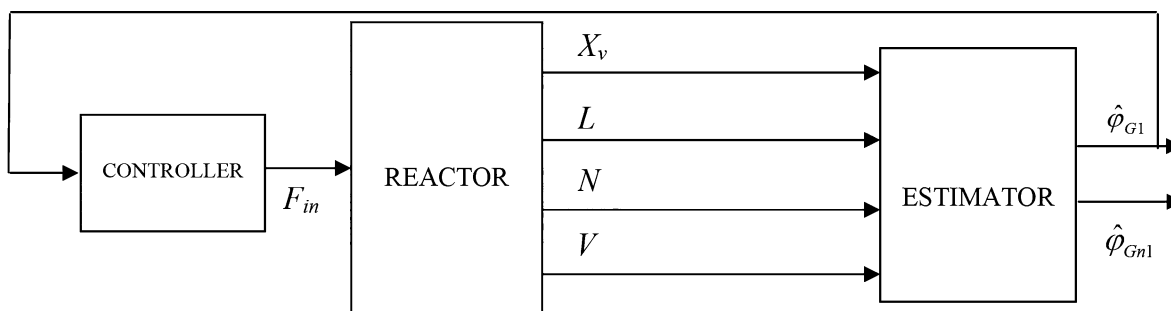 X_v
L
φ̂_G1
CONTROLLER
REACTOR
N
F_in
ESTIMATOR
V
φ̂_Gn1